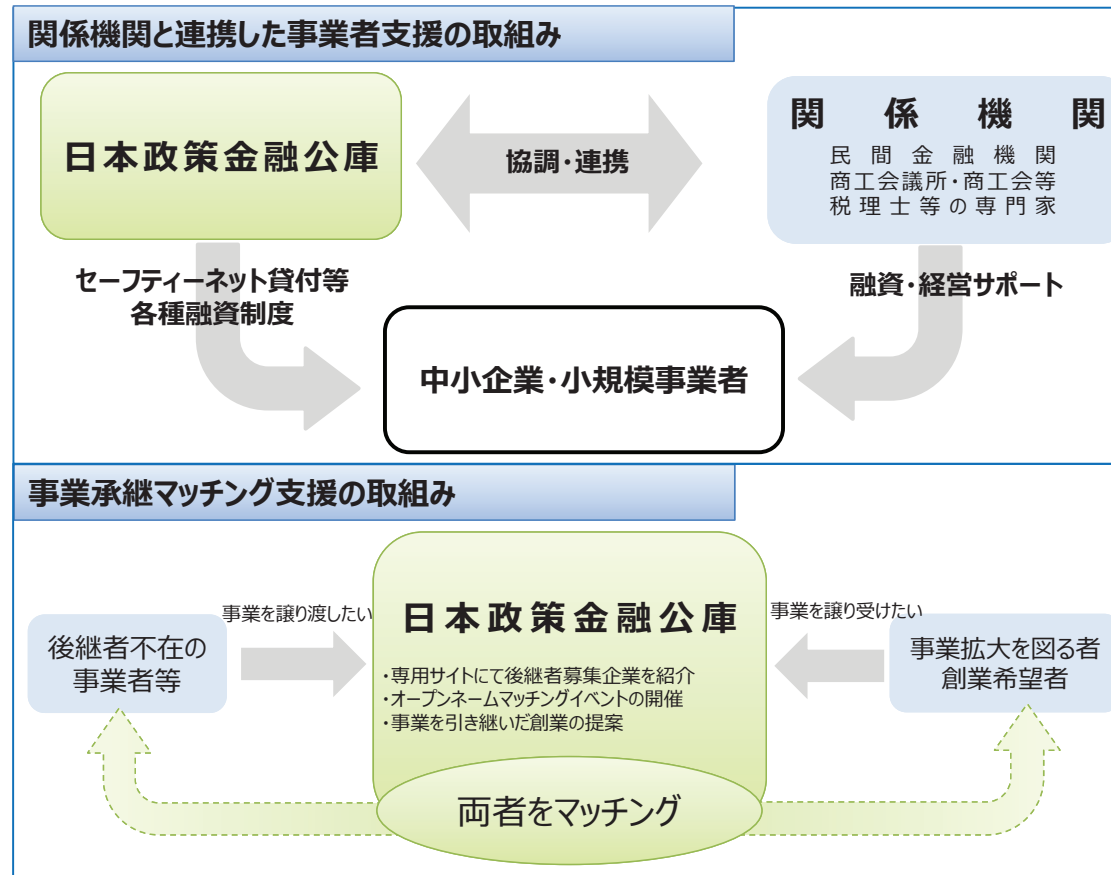 関係機関と連携した事業者支援の取組み
日本政策金融公庫
協調・連携
関係機関
民間金融機関
商工会議所・商工会等
税理士等の専門家
セーフティーネット貸付等
各種融資制度
融資・経営サポート
中小企業・小規模事業者
事業承継マッチング支援の取組み
後継者不在の
事業者等
事業を譲り渡したい
日本政策金融公庫
・専用サイトにて後継者募集企業を紹介
・オープンネームマッチングイベントの開催
・事業を引き継いだ創業の提案
事業を譲り受けたい
事業拡大を図る者
創業希望者
両者をマッチング